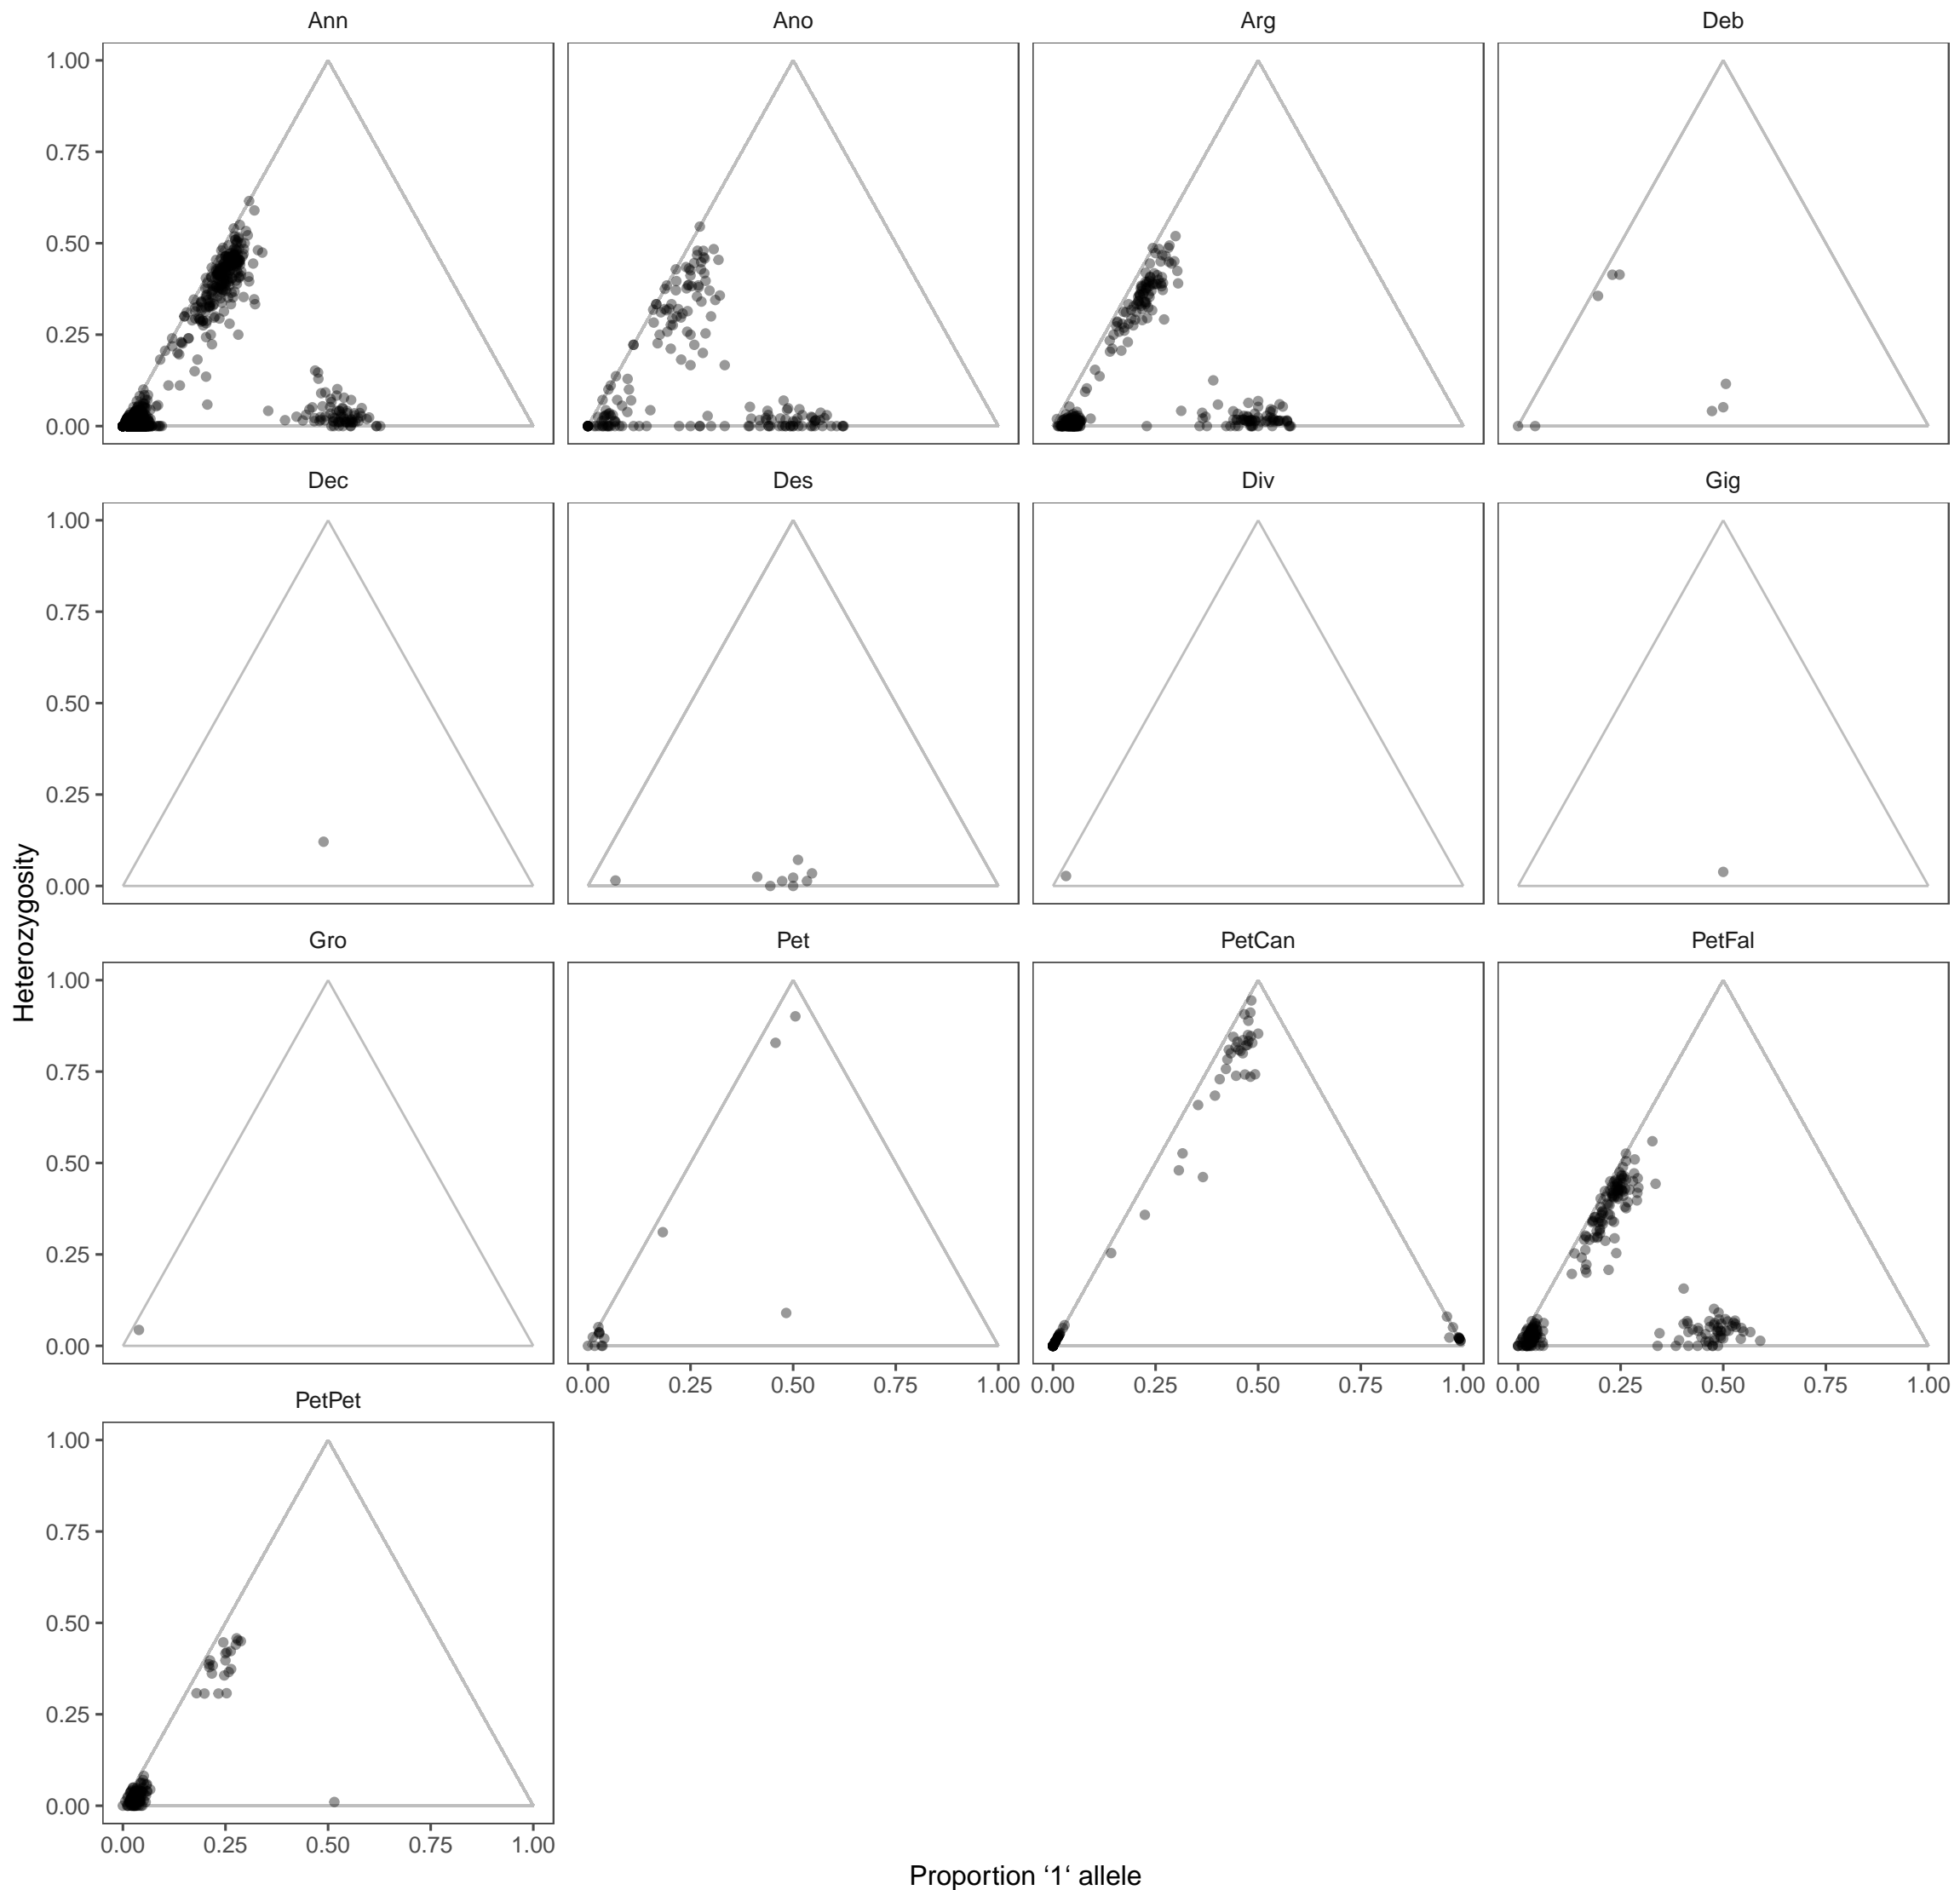 Ann Ano Arg Deb
1.00
0.75
0.50
0.25
0.00
Dec Des Div Gig
1.00
0.75
0.50
0.25
0.00
Heterozygosity
Gro Pet PetCan PetFal
1.00
0.75
0.50
0.25
0.00
0.00 0.25 0.50 0.75 1.00 0.00 0.25 0.50 0.75 1.00 0.00 0.25 0.50 0.75 1.00
PetPet
1.00
0.75
0.50
0.25
0.00
0.00 0.25 0.50 0.75 1.00
Proportion ‘1‘ allele